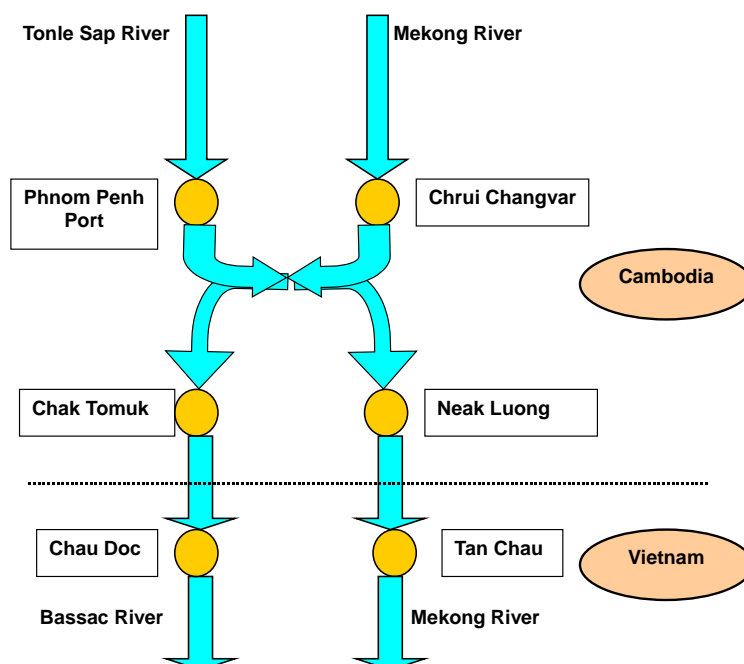 Tonle Sap River
Mekong River
Phnom Penh
Port
Chrui Changvar
Cambodia
Chak Tomuk
Neak Luong
Chau Doc
Tan Chau
Vietnam
Bassac River
Mekong River